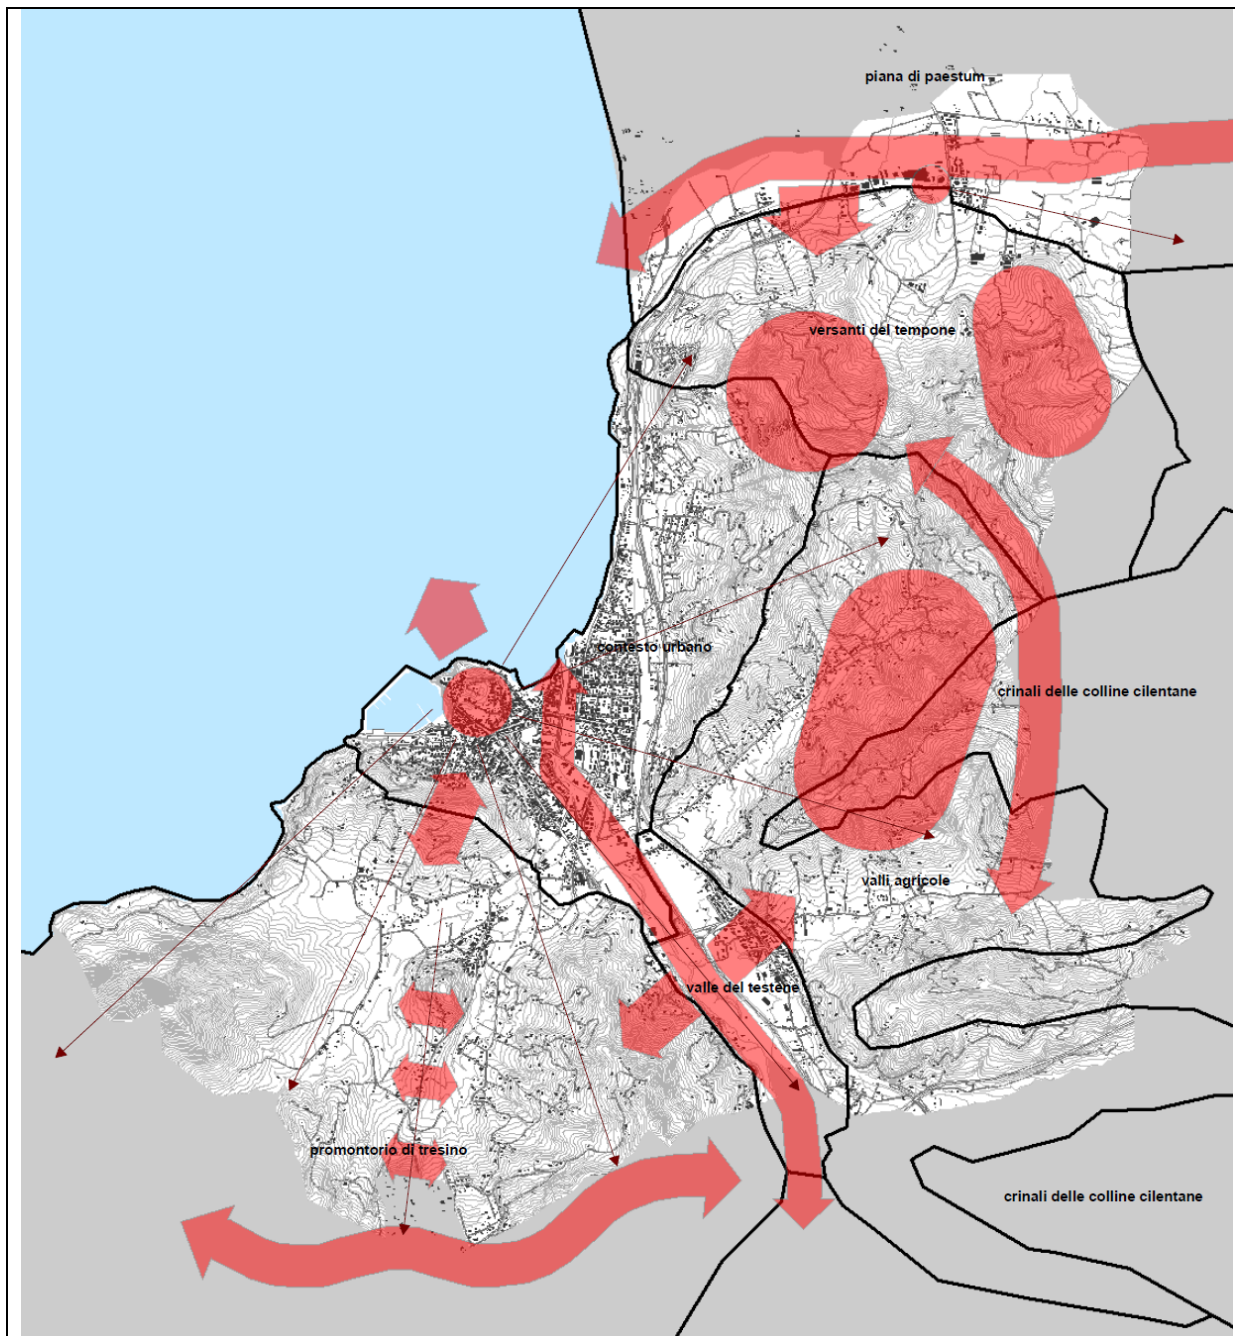 piana di paestum
versanti del tempone
contesto urbano
crinali delle colline cilentane
valli agricole
valle del testene
promontorio di tresino
crinali delle colline cilentane